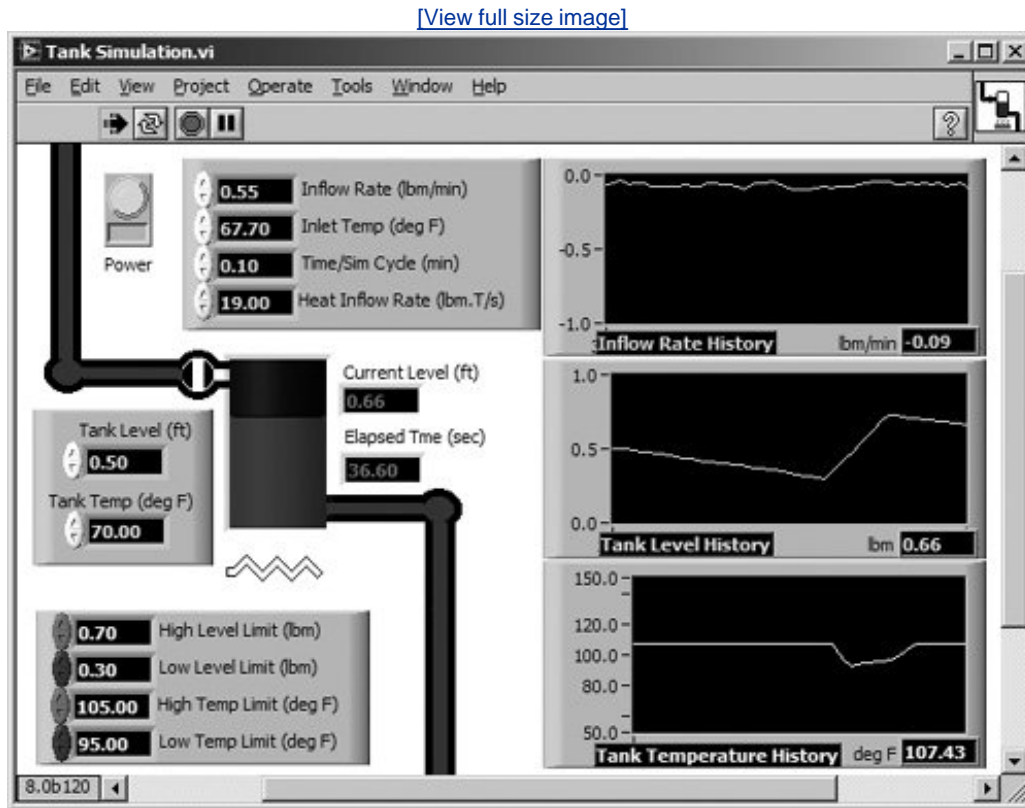 [View full size image]
Tank Simulation.vi
File Edit View Project Operate Tools Window Help
Power
0.55 Inflow Rate (lbm/min)
67.70 Inlet Temp (deg F)
0.10 Time/Sim Cycle (min)
19.00 Heat Inflow Rate (lbm.T/s)
0.0
-0.5
-1.0
Inflow Rate History lbm/min -0.09
Current Level (ft)
0.66
Elapsed Tme (sec)
36.60
Tank Level (ft)
0.50
Tank Temp (deg F)
70.00
1.0
0.5
0.0
Tank Level History lbm 0.66
0.70 High Level Limit (lbm)
0.30 Low Level Limit (lbm)
105.00 High Temp Limit (deg F)
95.00 Low Temp Limit (deg F)
150.0
120.0
100.0
80.0
50.0
Tank Temperature History deg F 107.43
8.0b120